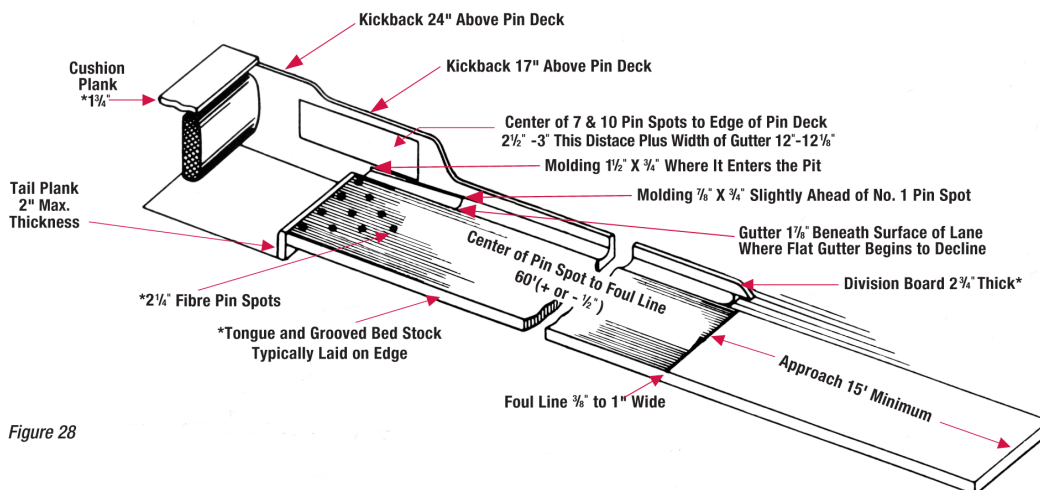 Kickback 24" Above Pin Deck
Kickback 17" Above Pin Deck
Cushion
Plank
*1¾"
Center of 7 & 10 Pin Spots to Edge of Pin Deck
2½" -3" This Distace Plus Width of Gutter 12"-12⅛"
Molding 1½" X ¾" Where It Enters the Pit
Tail Plank
2" Max.
Thickness
Molding ⅞" X ¾" Slightly Ahead of No. 1 Pin Spot
Gutter 1⅞" Beneath Surface of Lane
Where Flat Gutter Begins to Decline
Center of Pin Spot to Foul Line
60'(+ or - ½")
Division Board 2¾" Thick*
*2¼" Fibre Pin Spots
*Tongue and Grooved Bed Stock
Typically Laid on Edge
Approach 15' Minimum
Foul Line ⅜" to 1" Wide
Figure 28